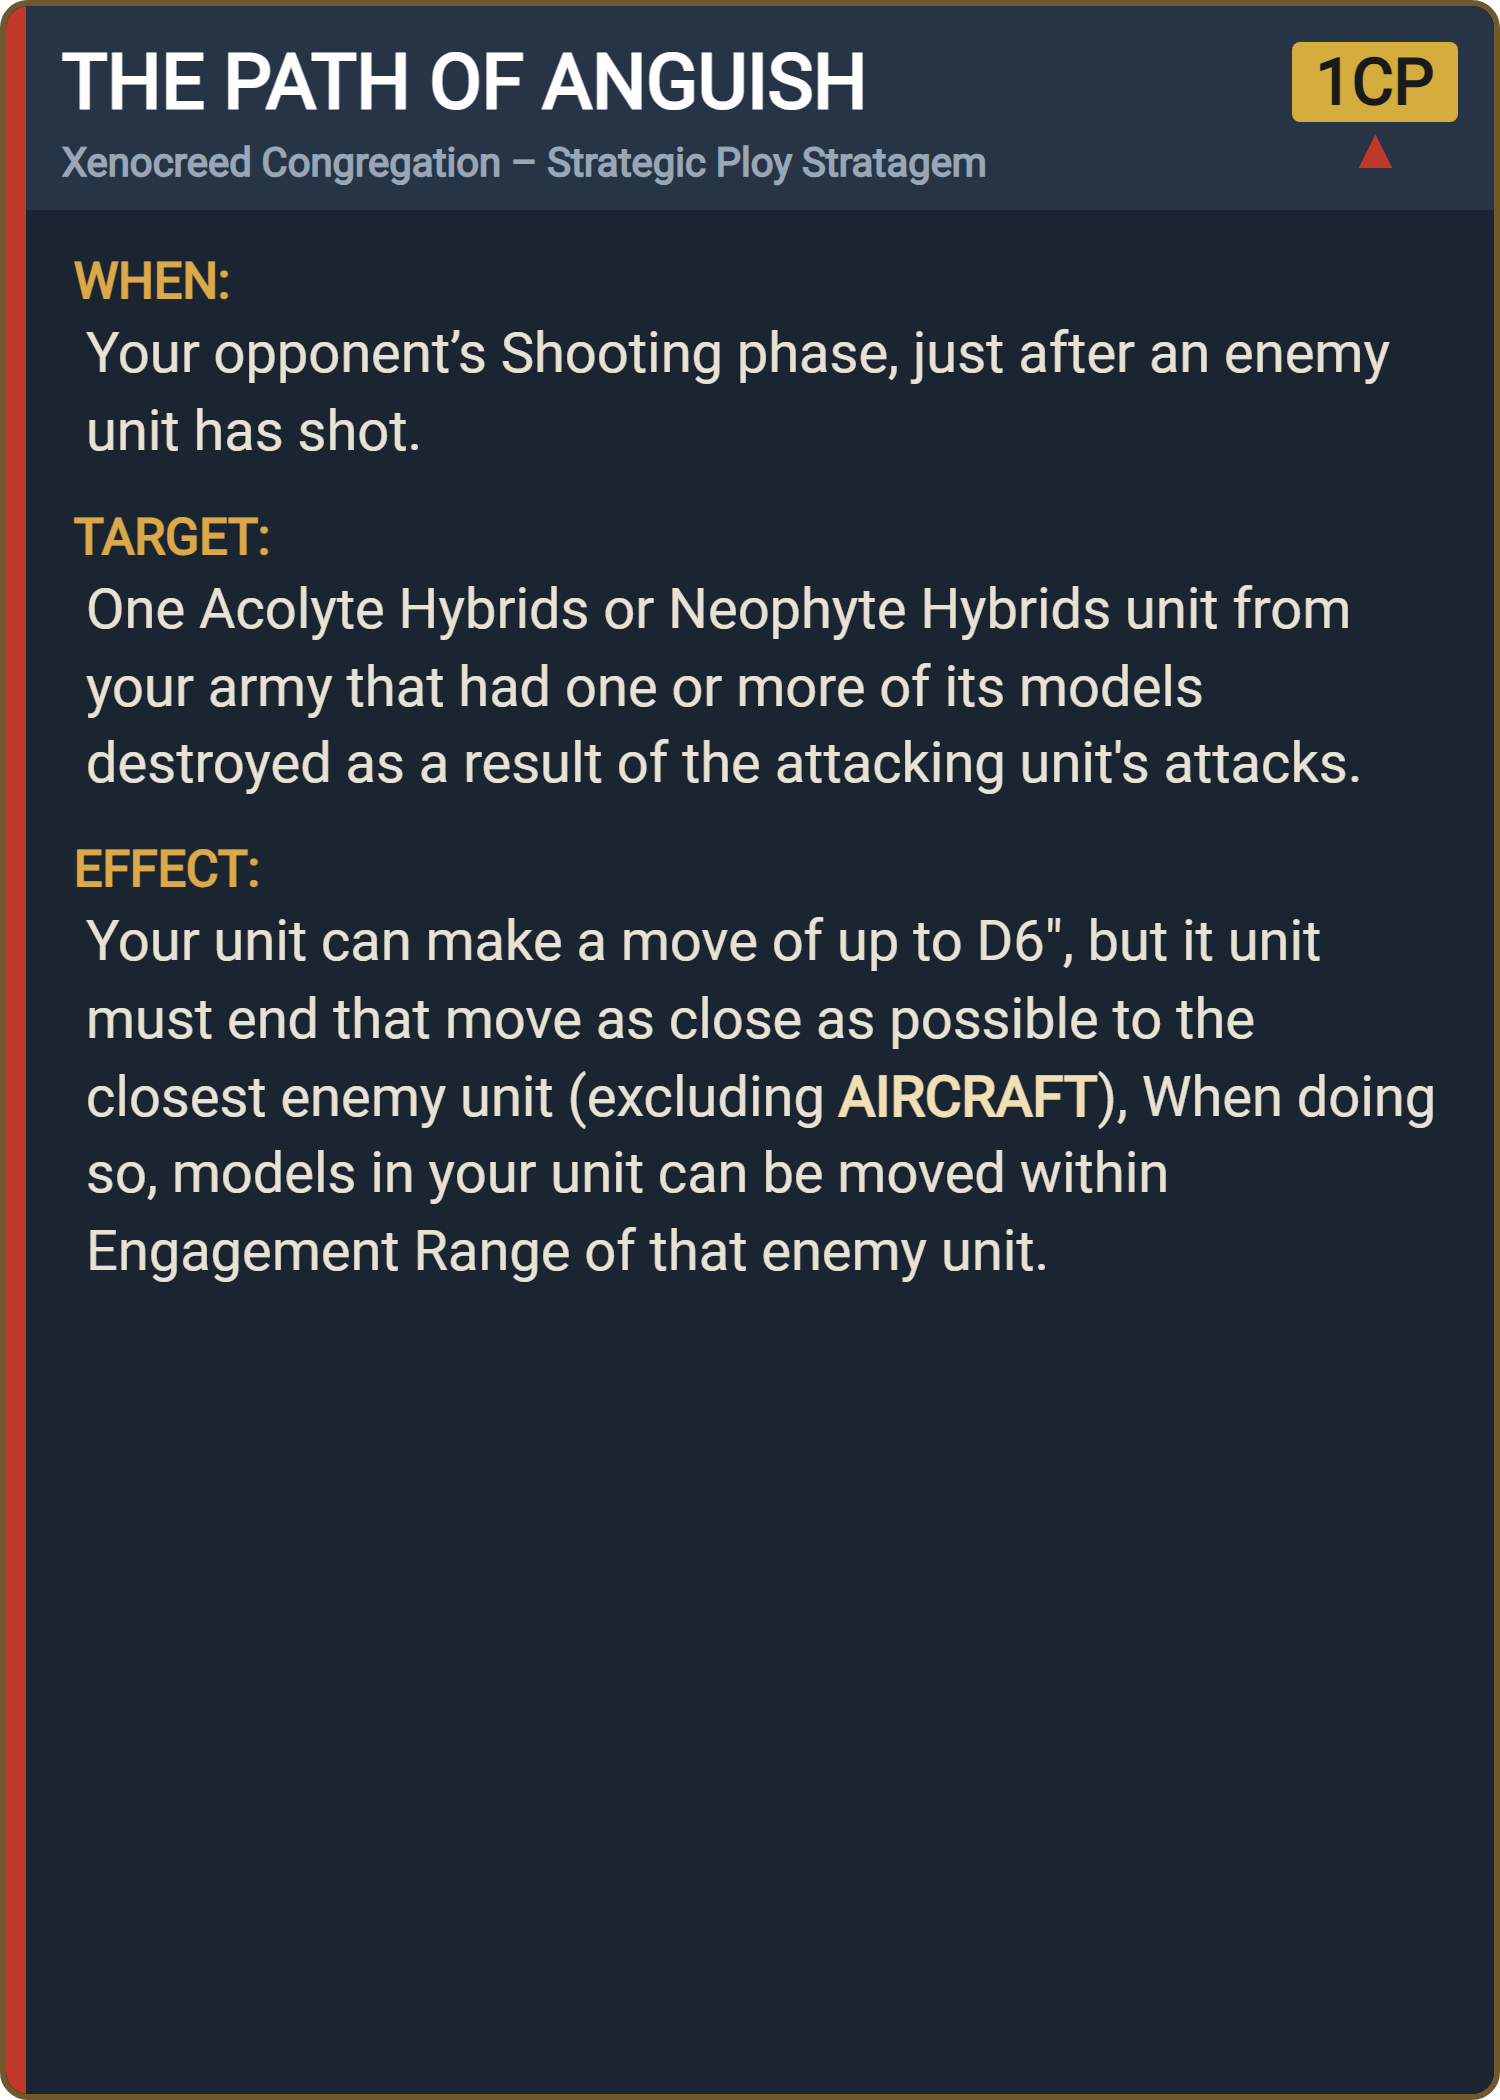 THE PATH OF ANGUISH
1CP
Xenocreed Congregation – Strategic Ploy Stratagem
WHEN:
Your opponent’s Shooting phase, just after an enemy
unit has shot.
TARGET:
One Acolyte Hybrids or Neophyte Hybrids unit from
your army that had one or more of its models
destroyed as a result of the attacking unit's attacks.
EFFECT:
Your unit can make a move of up to D6", but it unit
must end that move as close as possible to the
closest enemy unit (excluding AIRCRAFT), When doing
so, models in your unit can be moved within
Engagement Range of that enemy unit.